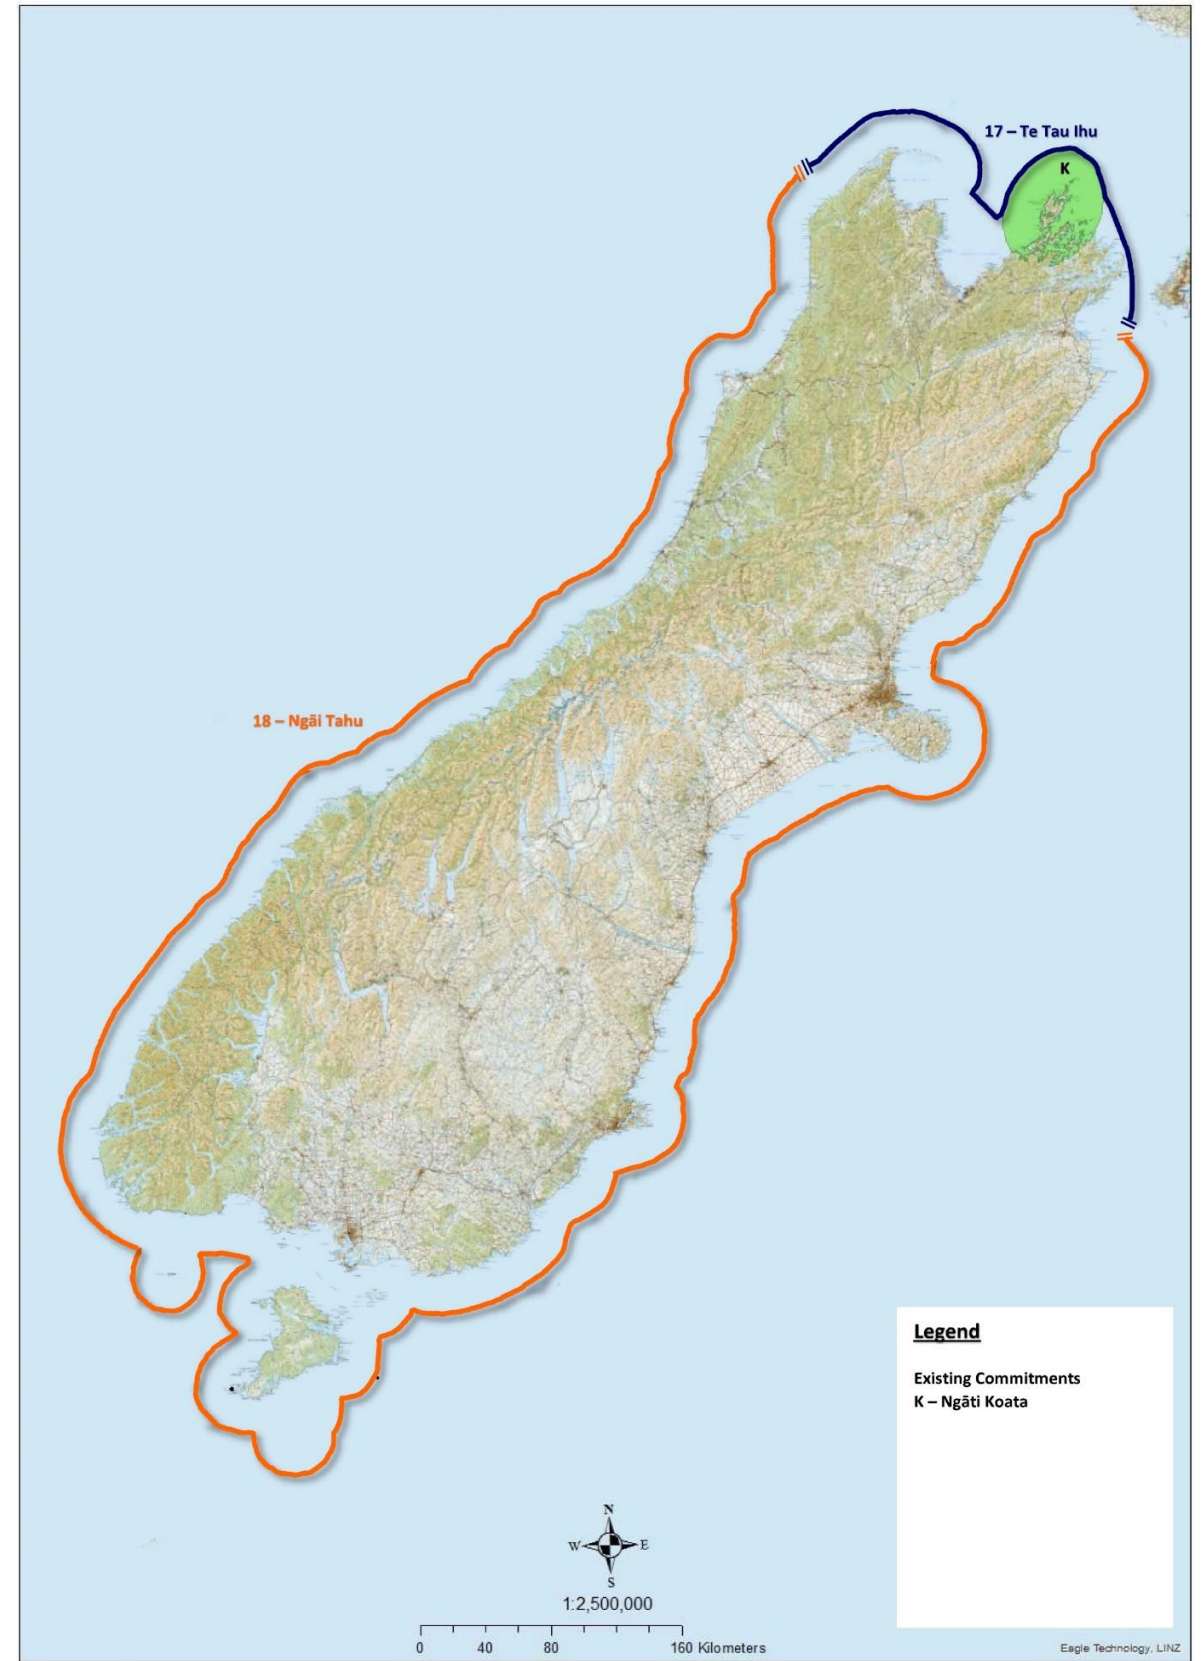 17 – Te Tau Ihu
K
18 – Ngāi Tahu
Legend
Existing Commitments
K – Ngāti Koata
N
W E
S
1:2,500,000
0 40 80 160 Kilometers
Eagle Technology, LINZ